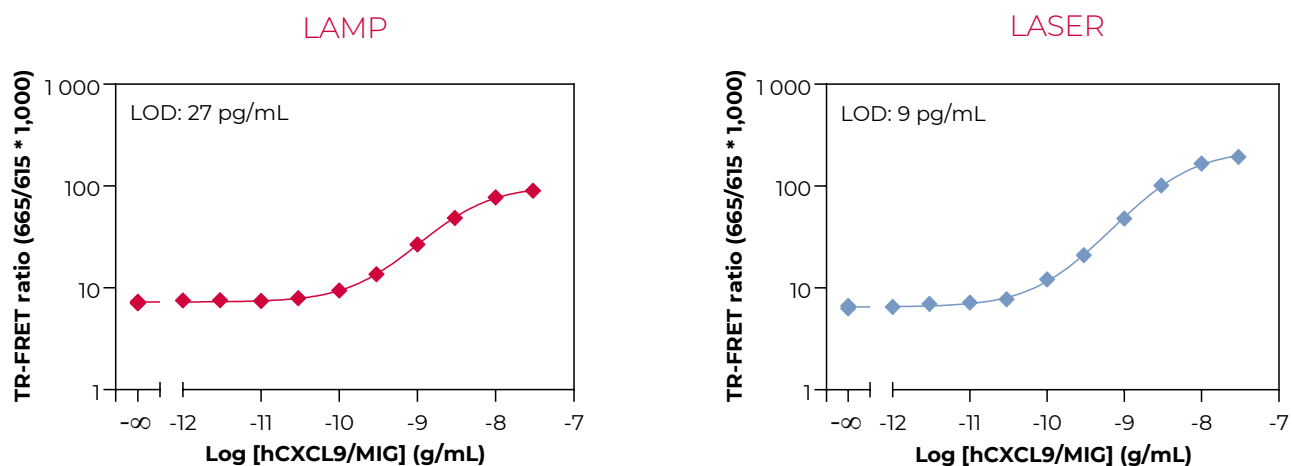 LAMP
TR-FRET ratio (665/615 * 1,000)
1 000
100
10
1
LOD: 27 pg/mL
-∞ -12 -11 -10 -9 -8 -7
Log [hCXCL9/MIG] (g/mL)
LASER
TR-FRET ratio (665/615 * 1,000)
1 000
100
10
1
LOD: 9 pg/mL
-∞ -12 -11 -10 -9 -8 -7
Log [hCXCL9/MIG] (g/mL)